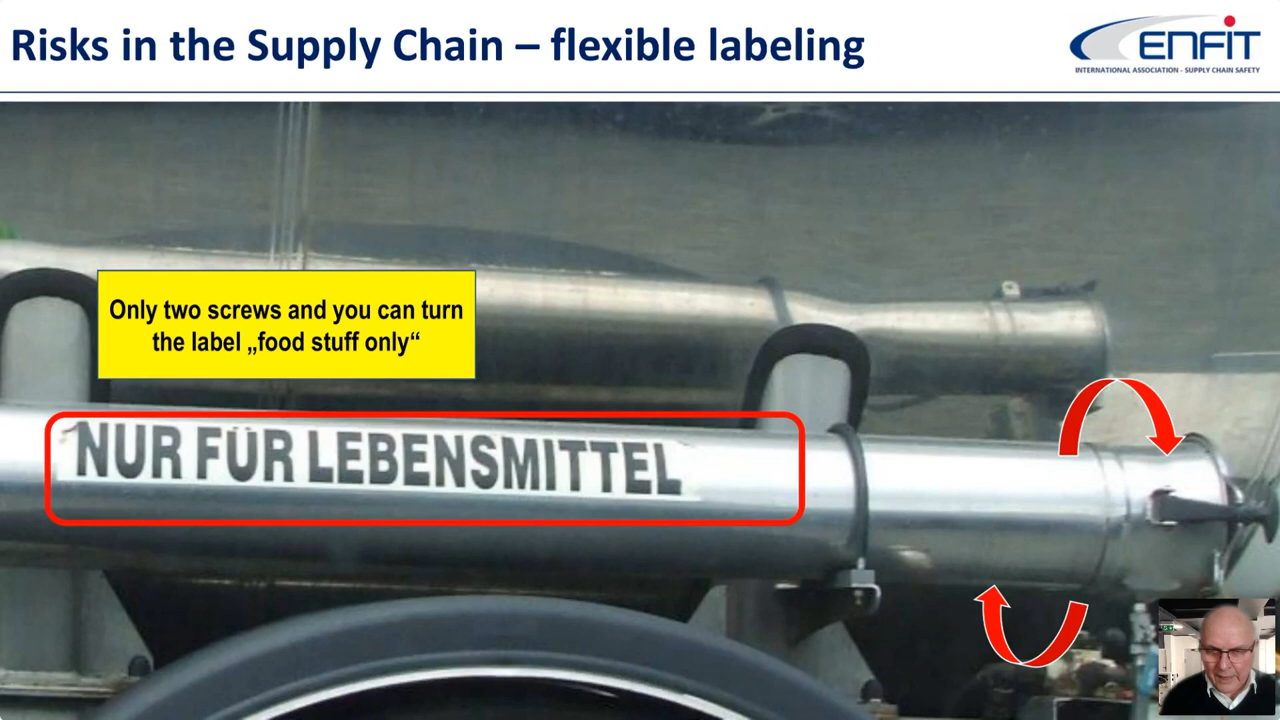 Risks in the Supply Chain – flexible labeling
ENFIT
INTERNATIONAL ASSOCIATION - SUPPLY CHAIN SAFETY
Only two screws and you can turn
the label „food stuff only“
NUR FÜR LEBENSMITTEL